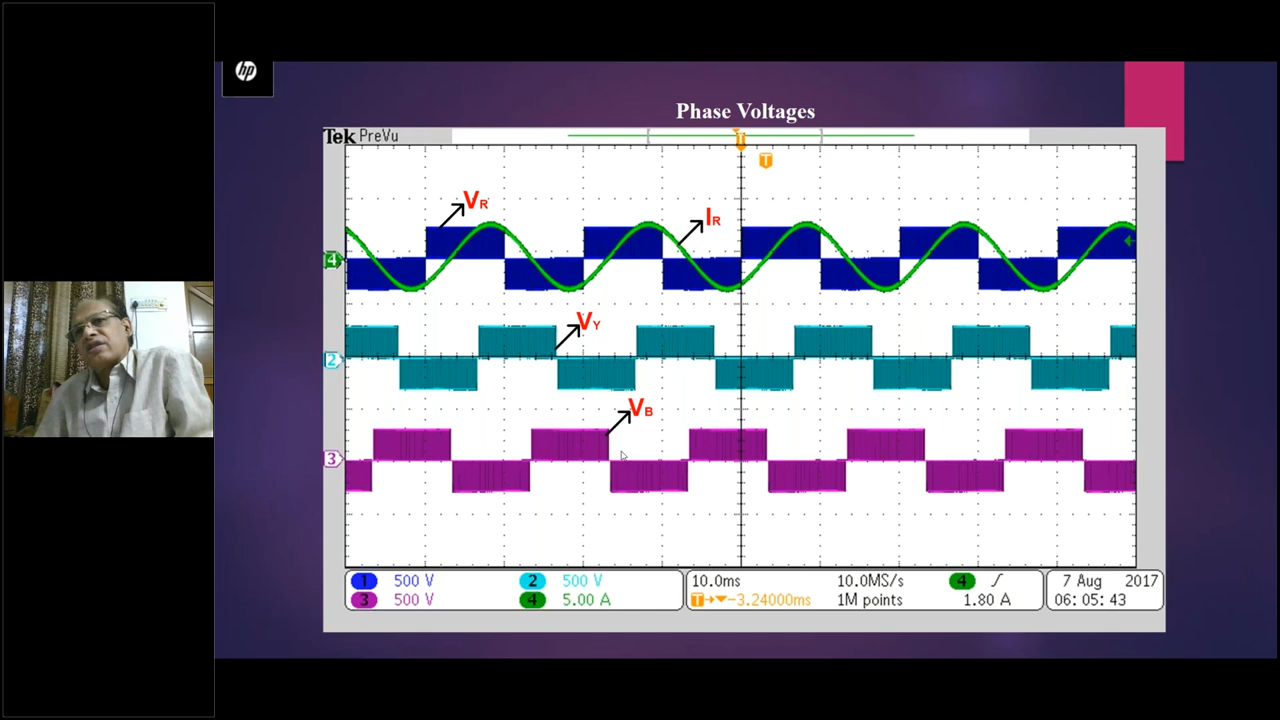 hp
Phase Voltages
Tek PreVu
T
T
VR
IR
4
VY
2
VB
3
1 500 V 2 500 V
3 500 V 4 5.00 A
10.0ms 10.0MS/s 4
T→▼−3.24000ms 1M points 1.80 A
7 Aug 2017
06:05:43